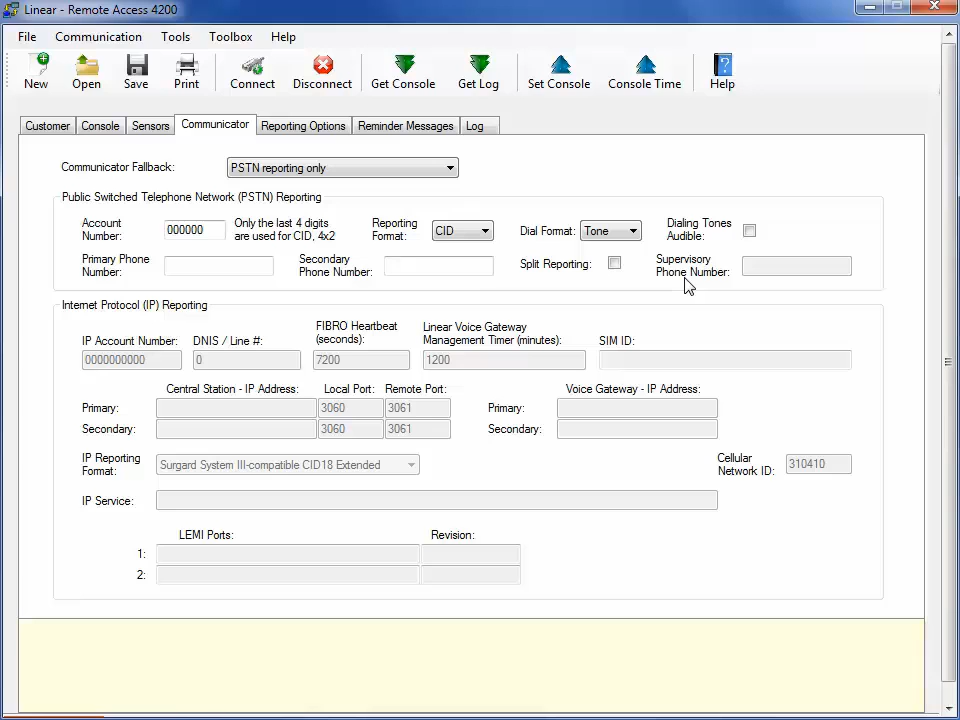 Linear - Remote Access 4200
File Communication Tools Toolbox Help
New Open Save Print Connect Disconnect Get Console Get Log Set Console Console Time Help
Customer Console Sensors Communicator Reporting Options Reminder Messages Log
Communicator Fallback: PSTN reporting only
Public Switched Telephone Network (PSTN) Reporting
Account Number: 000000 Only the last 4 digits are used for CID, 4x2 Reporting Format: CID Dial Format: Tone Dialing Tones Audible:
Primary Phone Number: Secondary Phone Number: Split Reporting: Supervisory Phone Number:
Internet Protocol (IP) Reporting
IP Account Number: DNIS / Line #: FIBRO Heartbeat (seconds): Linear Voice Gateway Management Timer (minutes): SIM ID:
0000000000 0 7200 1200
Central Station - IP Address: Local Port: Remote Port: Voice Gateway - IP Address:
Primary: 3060 3061 Primary:
Secondary: 3060 3061 Secondary:
IP Reporting Format: Surgard System III-compatible CID18 Extended Cellular Network ID: 310410
IP Service:
LEMI Ports: Revision:
1:
2: